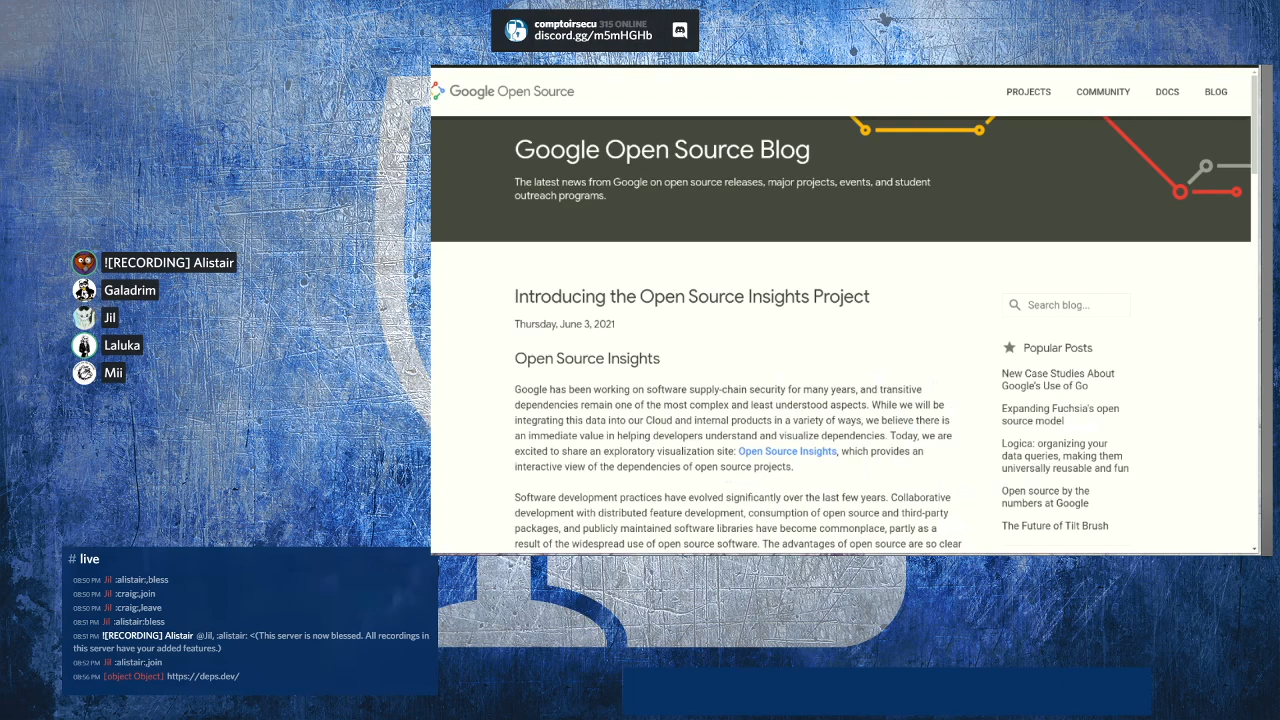 comptoirsecu 315 ONLINE
discord.gg/m5mHGHb
Google Open Source
PROJECTS
COMMUNITY
DOCS
BLOG
Google Open Source Blog
The latest news from Google on open source releases, major projects, events, and student
outreach programs.
![RECORDING] Alistair
Galadrim
Jil
Laluka
Mii
Introducing the Open Source Insights Project
Thursday, June 3, 2021
Open Source Insights
Google has been working on software supply-chain security for many years, and transitive
dependencies remain one of the most complex and least understood aspects. While we will be
integrating this data into our Cloud and internal products in a variety of ways, we believe there is
an immediate value in helping developers understand and visualize dependencies. Today, we are
excited to share an exploratory visualization site: Open Source Insights, which provides an
interactive view of the dependencies of open source projects.
Software development practices have evolved significantly over the last few years. Collaborative
development with distributed feature development, consumption of open source and third-party
packages, and publicly maintained software libraries have become commonplace, partly as a
result of the widespread use of open source software. The advantages of open source are so clear
Search blog...
Popular Posts
New Case Studies About
Google's Use of Go
Expanding Fuchsia's open
source model
Logica: organizing your
data queries, making them
universally reusable and fun
Open source by the
numbers at Google
The Future of Tilt Brush
# live
08:50 PM Jil :alistair:,bless
08:50 PM Jil :craig:,join
08:50 PM Jil :craig:,leave
08:51 PM Jil :alistair:bless
08:51 PM ![RECORDING] Alistair @Jil, :alistair: <(This server is now blessed. All recordings in
this server have your added features.)
08:52 PM Jil :alistair:,join
08:56 PM [object Object] https://deps.dev/